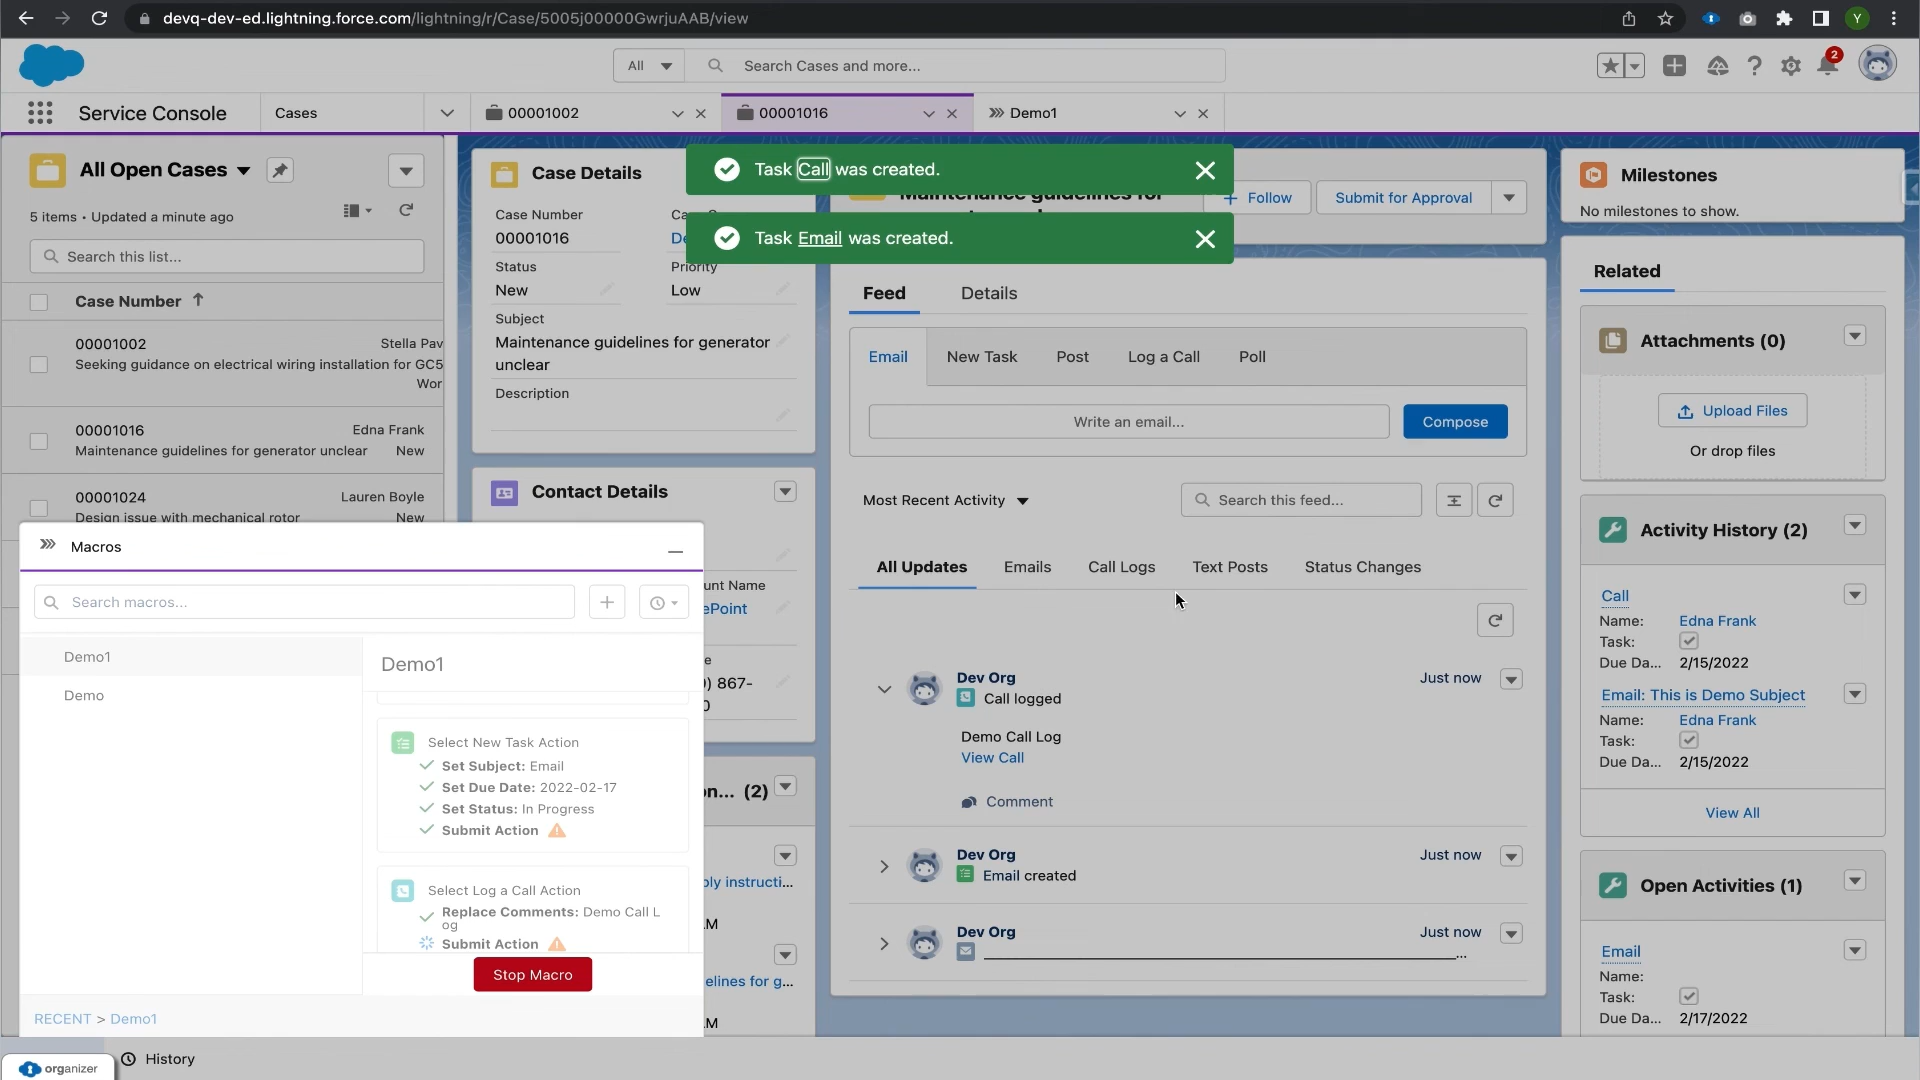 devq-dev-ed.lightning.force.com/lightning/r/Case/5005j00000GwrjuAAB/view
Y
All
Search Cases and more...
2
Service Console
Cases
00001002
00001016
Demo1
All Open Cases
5 items • Updated a minute ago
Search this list...
Case Number
00001002
Stella Pav
Seeking guidance on electrical wiring installation for GC5
Wor
00001016
Edna Frank
Maintenance guidelines for generator unclear
New
00001024
Lauren Boyle
Design issue with mechanical rotor
New
Case Details
Case Number
00001016
Status
New
Priority
Low
Subject
Maintenance guidelines for generator
unclear
Description
Contact Details
unt Name
ePoint
) 867-
0
n... (2)
ply instructi...
AM
elines for g...
AM
Task Call was created.
Task Email was created.
Maintenance guidelines for
Follow
Submit for Approval
Feed
Details
Email
New Task
Post
Log a Call
Poll
Write an email...
Compose
Most Recent Activity
Search this feed...
All Updates
Emails
Call Logs
Text Posts
Status Changes
Dev Org
Just now
Call logged
Demo Call Log
View Call
Comment
Dev Org
Just now
Email created
Dev Org
Just now
...
Milestones
No milestones to show.
Related
Attachments (0)
Upload Files
Or drop files
Activity History (2)
Call
Name: Edna Frank
Task:
Due Da... 2/15/2022
Email: This is Demo Subject
Name: Edna Frank
Task:
Due Da... 2/15/2022
View All
Open Activities (1)
Email
Name:
Task:
Due Da... 2/17/2022
Macros
Search macros...
Demo1
Demo
Demo1
Select New Task Action
Set Subject: Email
Set Due Date: 2022-02-17
Set Status: In Progress
Submit Action
Select Log a Call Action
Replace Comments: Demo Call L
og
Submit Action
Stop Macro
RECENT > Demo1
organizer
History